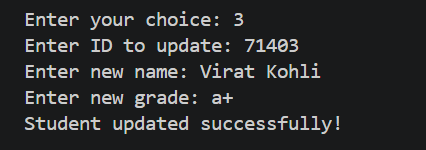 Enter your choice: 3
Enter ID to update: 71403
Enter new name: Virat Kohli
Enter new grade: a+
Student updated successfully!